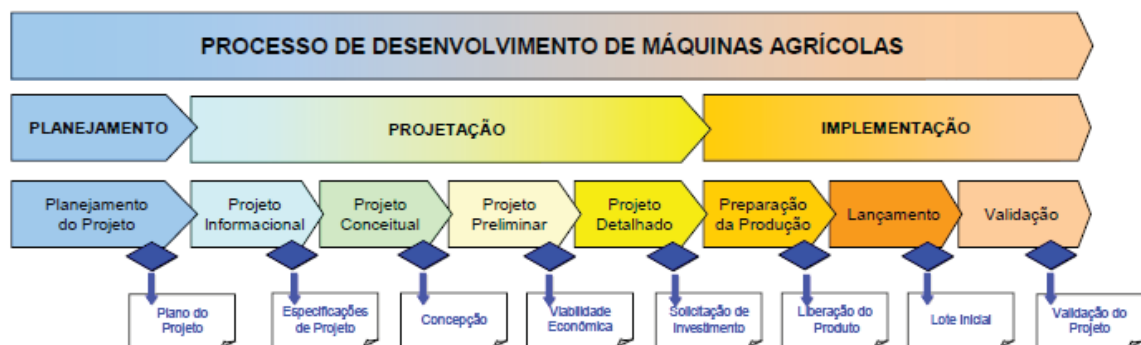 PROCESSO DE DESENVOLVIMENTO DE MÁQUINAS AGRÍCOLAS
PLANEJAMENTO
PROJETAÇÃO
IMPLEMENTAÇÃO
Planejamento
do Projeto
Projeto
Informacional
Projeto
Conceitual
Projeto
Preliminar
Projeto
Detalhado
Preparação
da Produção
Lançamento
Validação
Plano do
Projeto
Especificações
de Projeto
Concepção
Viabilidade
Econômica
Solicitação de
Investimento
Liberação do
Produto
Lote Inicial
Validação do
Projeto